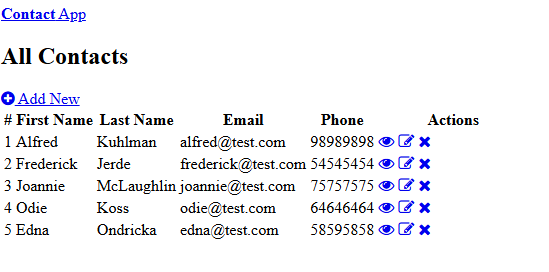 Contact App
All Contacts
Add New
# First Name Last Name Email Phone Actions
1 Alfred Kuhlman alfred@test.com 98989898
2 Frederick Jerde frederick@test.com 54545454
3 Joannie McLaughlin joannie@test.com 75757575
4 Odie Koss odie@test.com 64646464
5 Edna Ondricka edna@test.com 58595858